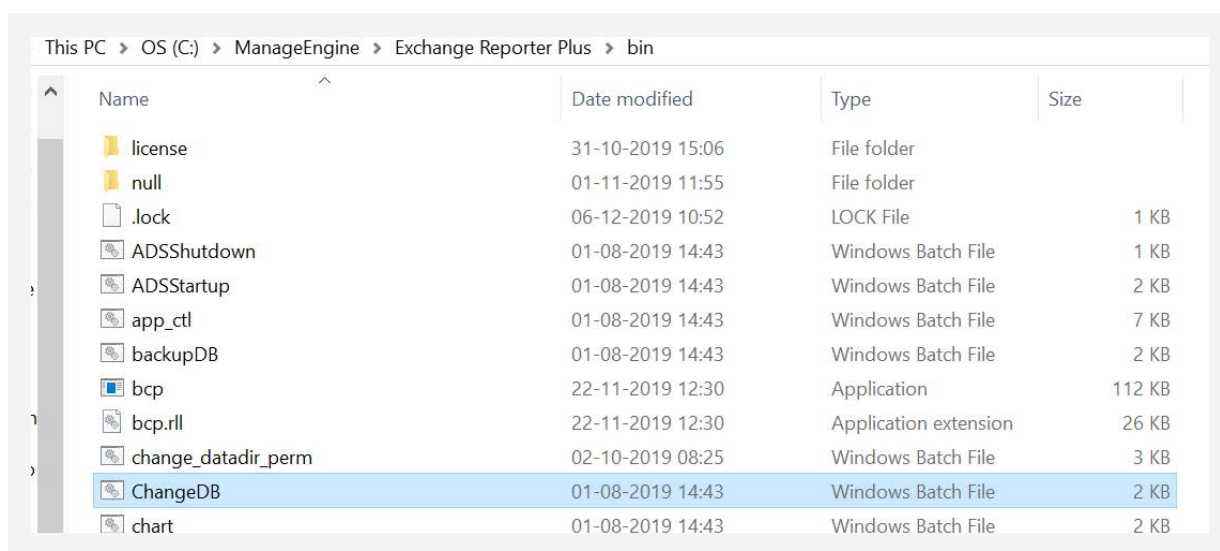 This PC > OS (C:) > ManageEngine > Exchange Reporter Plus > bin
Name Date modified Type Size
license 31-10-2019 15:06 File folder
null 01-11-2019 11:55 File folder
.lock 06-12-2019 10:52 LOCK File 1 KB
ADSShutdown 01-08-2019 14:43 Windows Batch File 1 KB
ADSStartup 01-08-2019 14:43 Windows Batch File 2 KB
app_ctl 01-08-2019 14:43 Windows Batch File 7 KB
backupDB 01-08-2019 14:43 Windows Batch File 2 KB
bcp 22-11-2019 12:30 Application 112 KB
bcp.rll 22-11-2019 12:30 Application extension 26 KB
change_datadir_perm 02-10-2019 08:25 Windows Batch File 3 KB
ChangeDB 01-08-2019 14:43 Windows Batch File 2 KB
chart 01-08-2019 14:43 Windows Batch File 2 KB